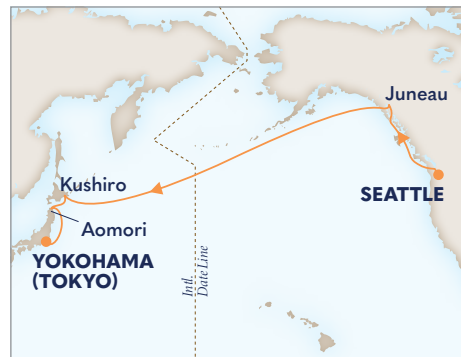 Juneau
Kushiro
SEATTLE
Aomori
YOKOHAMA
(TOKYO)
Intl.
Date Line